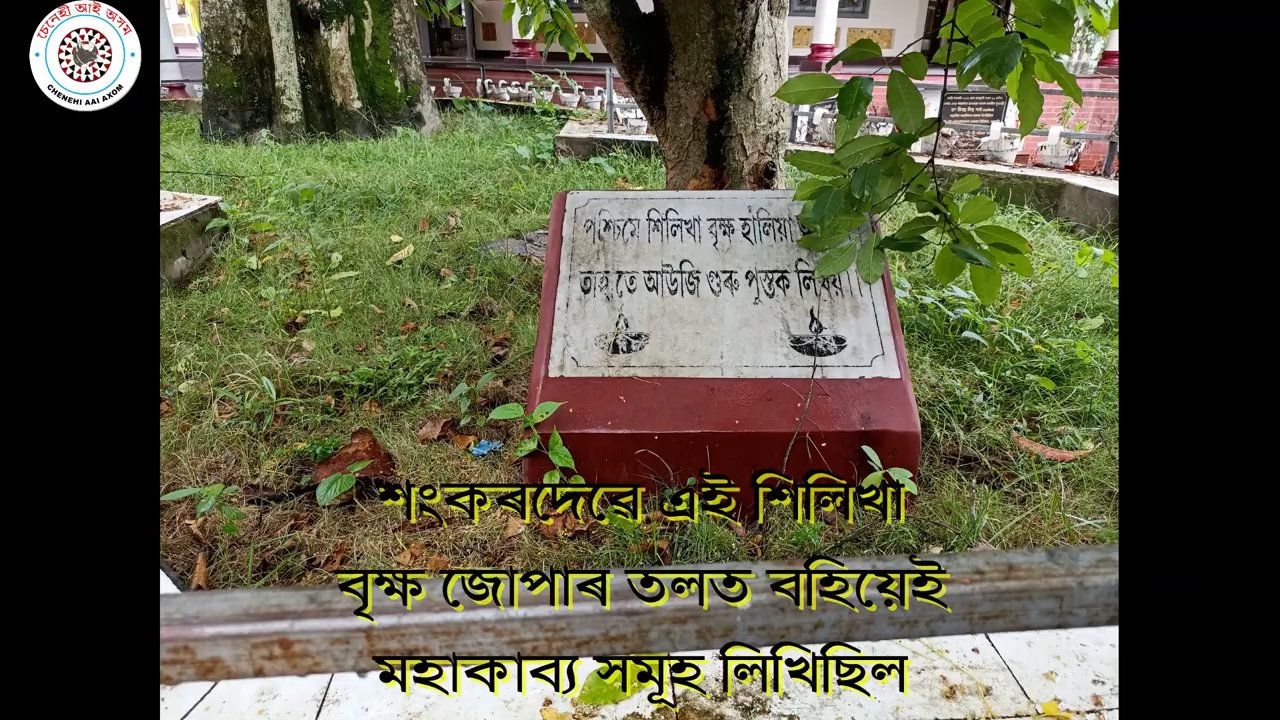 চেনেহী আই অসম
CHENEHI AAI AXOM
পশ্চিমে শিলিখা বৃক্ষ হাঁলিয়া
তাহাতে আউজি গুৰু পুস্তক লিখয়।
শংকৰদেৱে এই শিলিখা
বৃক্ষ জোপাৰ তলত বহিয়েই
মহাকাব্য সমূহ লিখিছিল